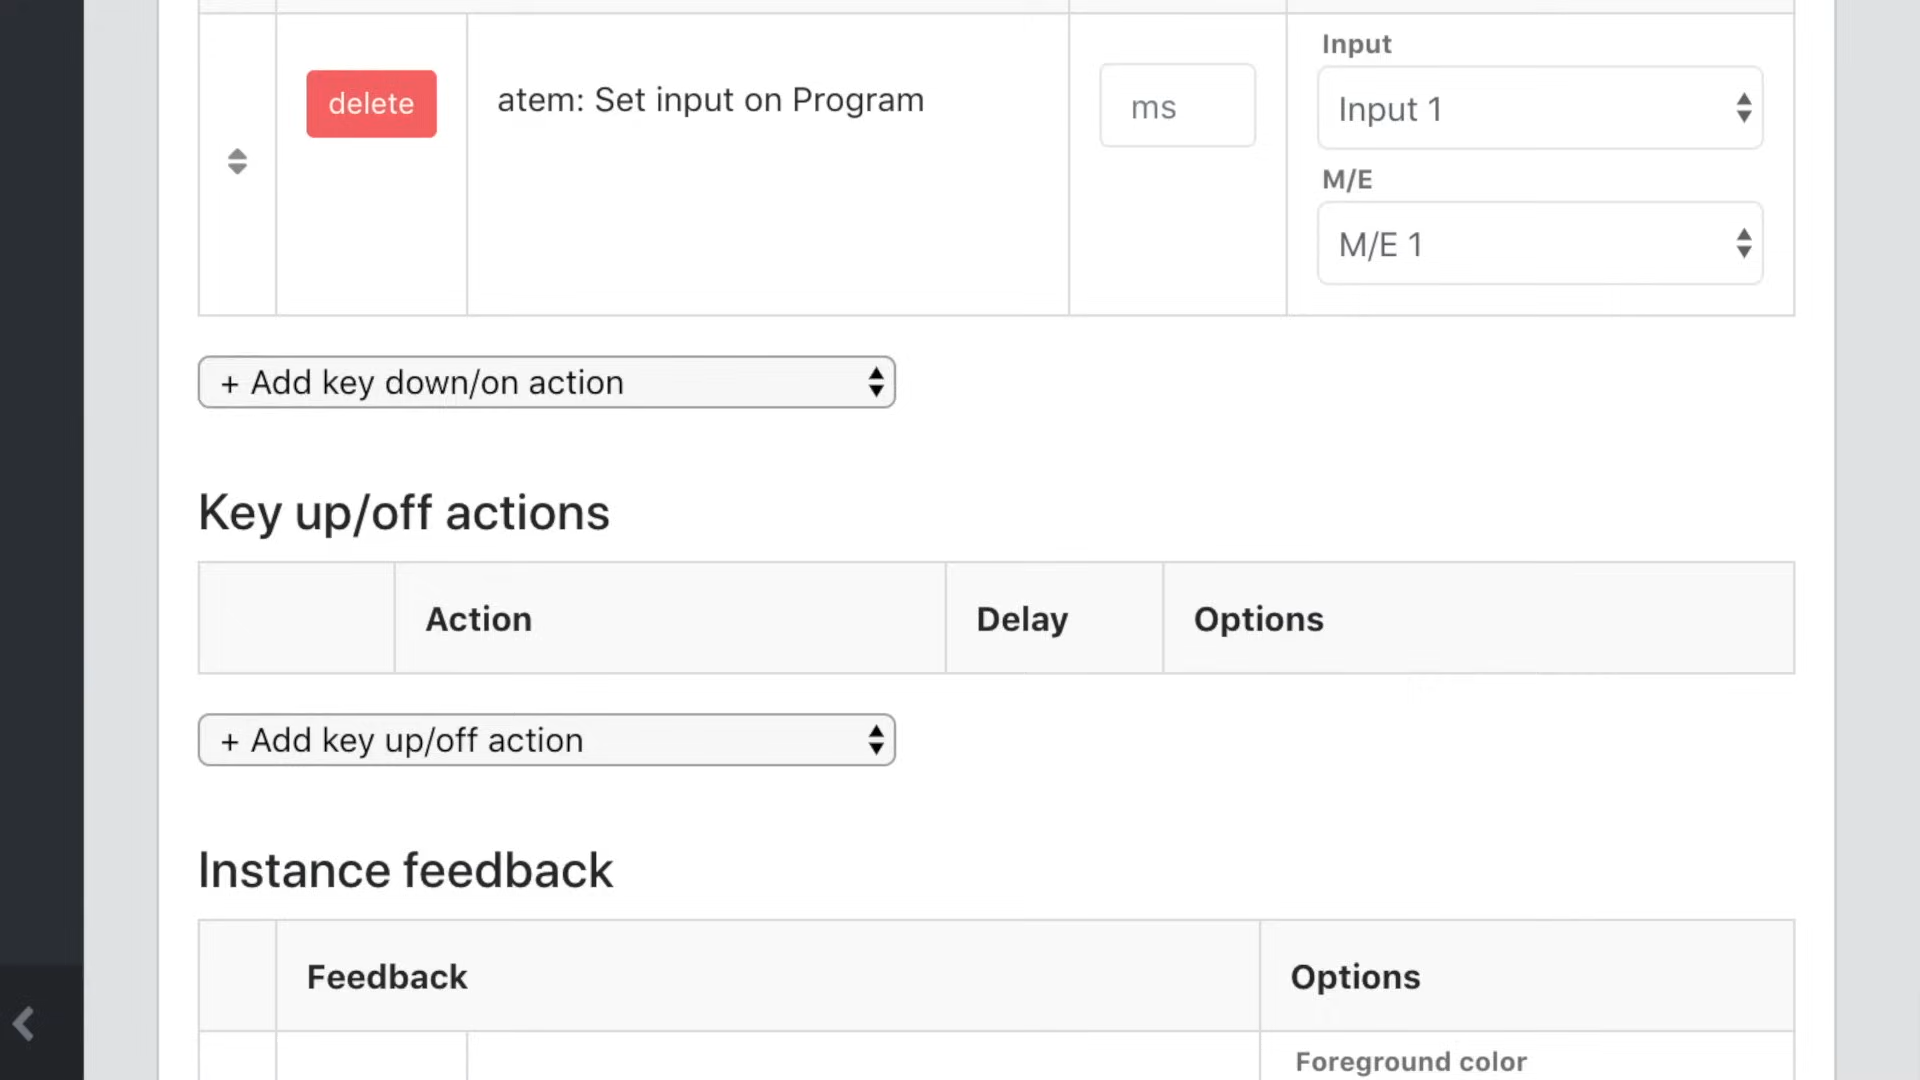 Input
delete
atem: Set input on Program
ms
Input 1
M/E
M/E 1
+ Add key down/on action
Key up/off actions
Action
Delay
Options
+ Add key up/off action
Instance feedback
Feedback
Options
Foreground color